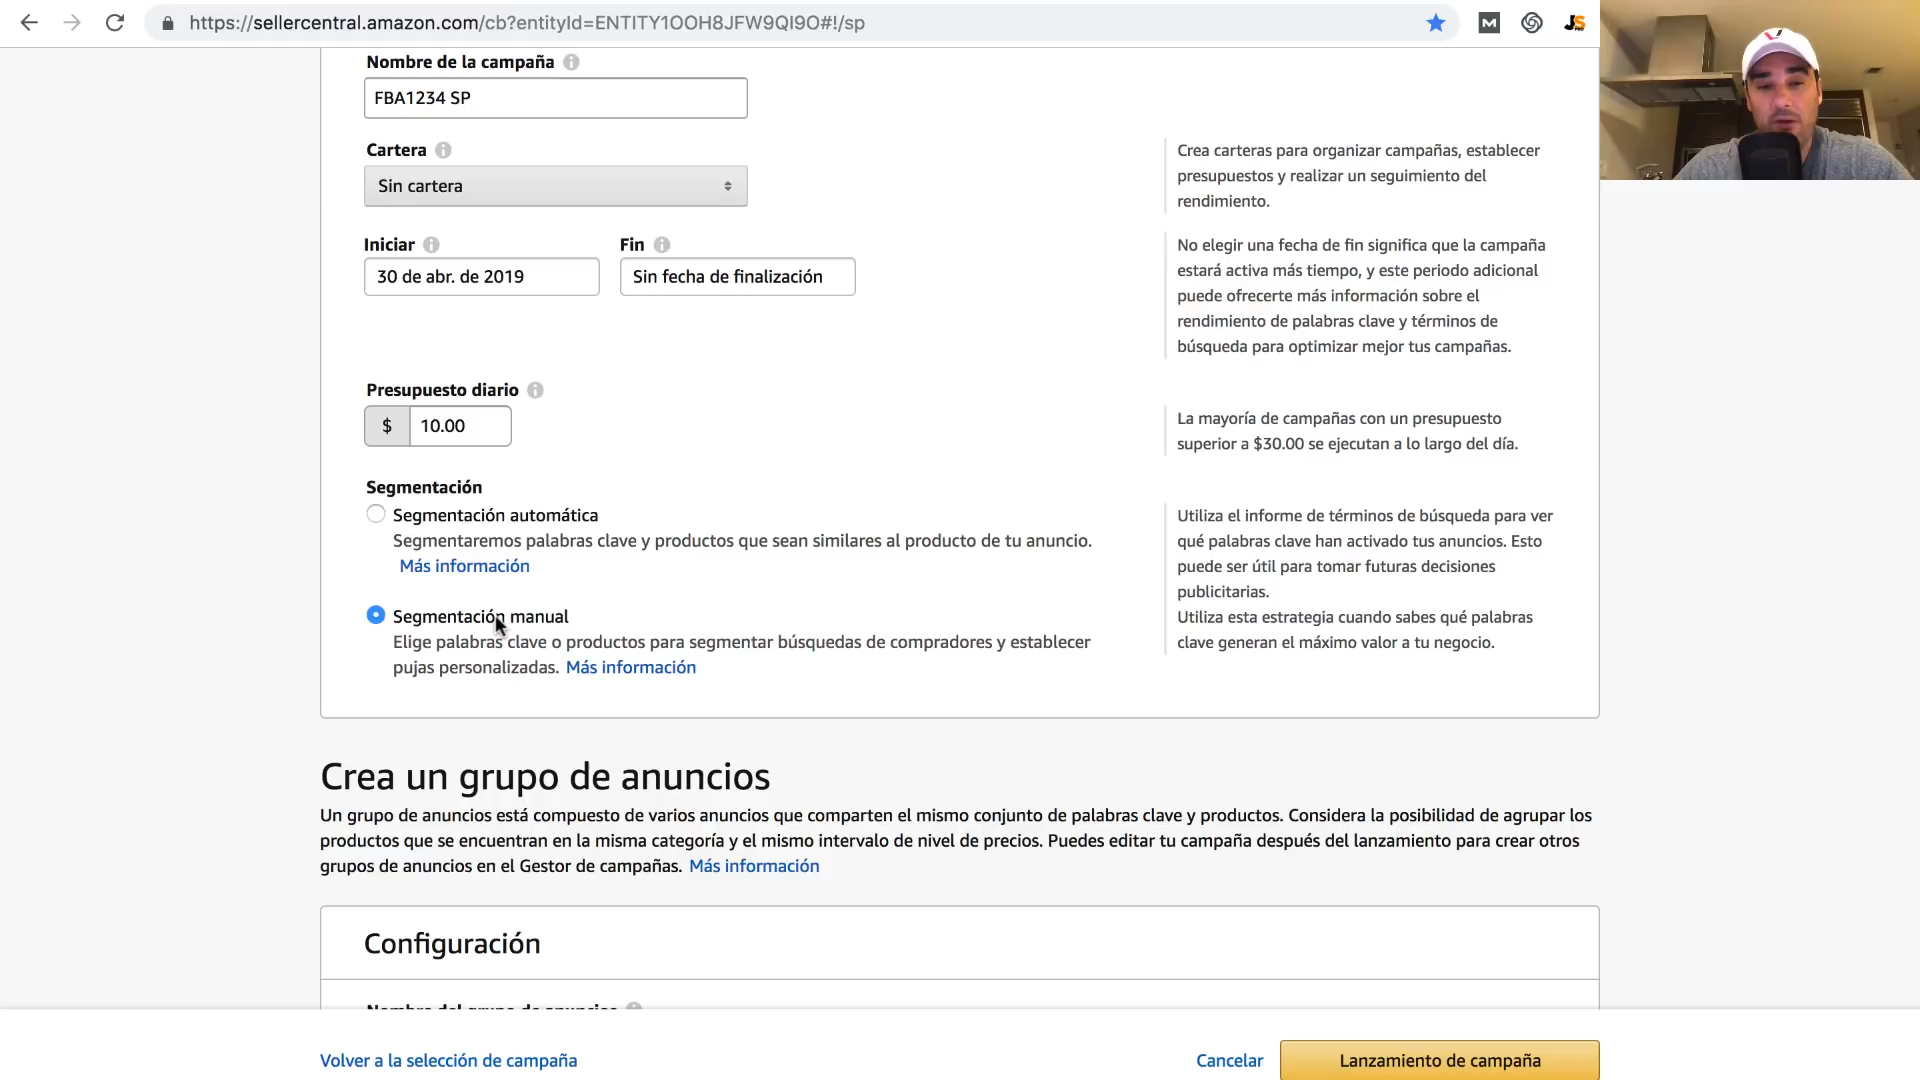 https://sellercentral.amazon.com/cb?entityId=ENTITY1OOH8JFW9QI9O#!/sp
M
JS
Nombre de la campaña
FBA1234 SP
Cartera
Sin cartera
Crea carteras para organizar campañas, establecer
presupuestos y realizar un seguimiento del
rendimiento.
Iniciar
Fin
30 de abr. de 2019
Sin fecha de finalización
No elegir una fecha de fin significa que la campaña
estará activa más tiempo, y este periodo adicional
puede ofrecerte más información sobre el
rendimiento de palabras clave y términos de
búsqueda para optimizar mejor tus campañas.
Presupuesto diario
$ 10.00
La mayoría de campañas con un presupuesto
superior a $30.00 se ejecutan a lo largo del día.
Segmentación
Segmentación automática
Segmentaremos palabras clave y productos que sean similares al producto de tu anuncio.
Más información
Utiliza el informe de términos de búsqueda para ver
qué palabras clave han activado tus anuncios. Esto
puede ser útil para tomar futuras decisiones
publicitarias.
Segmentación manual
Elige palabras clave o productos para segmentar búsquedas de compradores y establecer
pujas personalizadas. Más información
Utiliza esta estrategia cuando sabes qué palabras
clave generan el máximo valor a tu negocio.
Crea un grupo de anuncios
Un grupo de anuncios está compuesto de varios anuncios que comparten el mismo conjunto de palabras clave y productos. Considera la posibilidad de agrupar los
productos que se encuentran en la misma categoría y el mismo intervalo de nivel de precios. Puedes editar tu campaña después del lanzamiento para crear otros
grupos de anuncios en el Gestor de campañas. Más información
Configuración
Nombre del grupo de anuncios
Volver a la selección de campaña
Cancelar
Lanzamiento de campaña